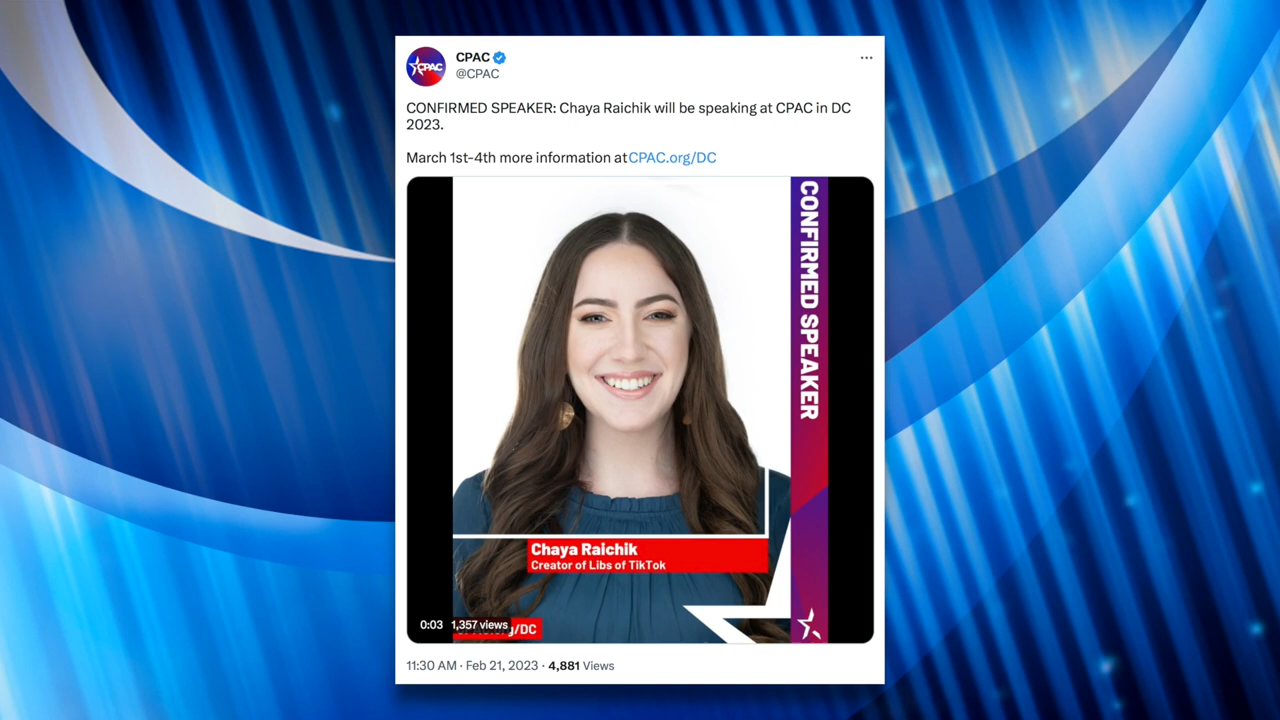 CPAC
CPAC
@CPAC
CONFIRMED SPEAKER: Chaya Raichik will be speaking at CPAC in DC
2023.
March 1st-4th more information at CPAC.org/DC
CONFIRMED SPEAKER
Chaya Raichik
Creator of Libs of TikTok
0:03 1,357 views
/DC
11:30 AM · Feb 21, 2023 · 4,881 Views